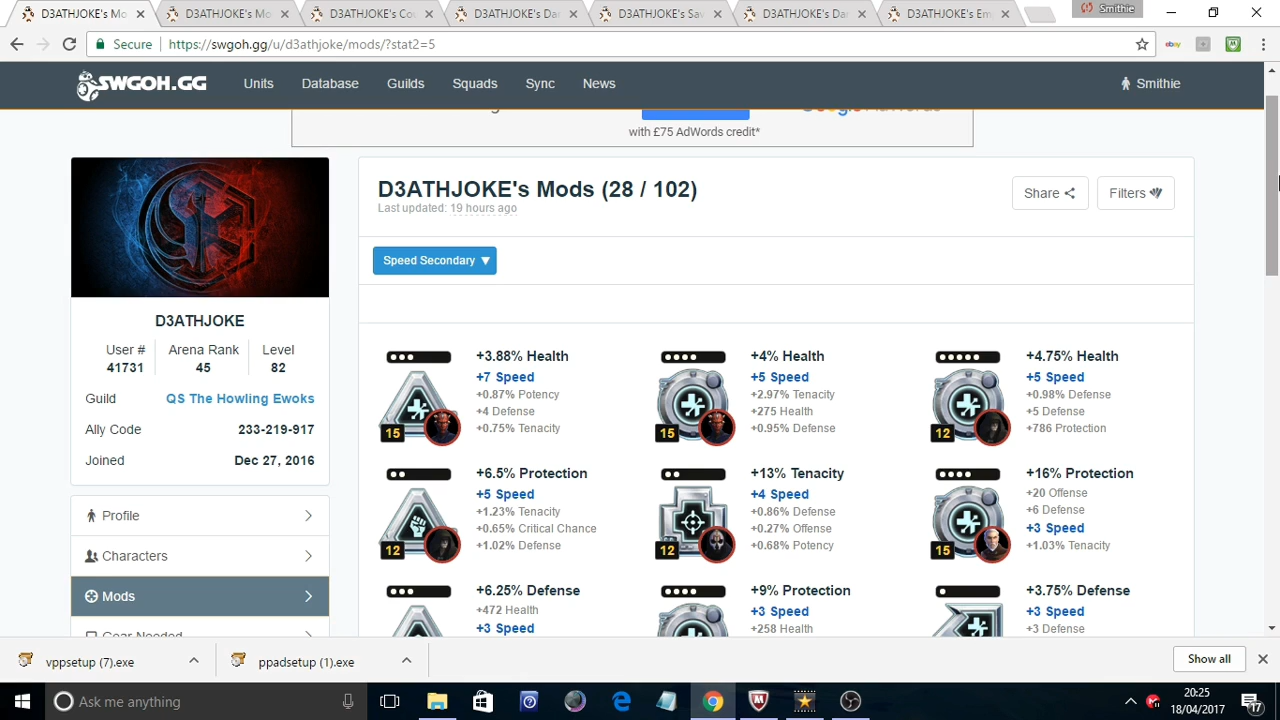 D3ATHJOKE's Mo
D3ATHJOKE's Mo
D3ATHJOKE's Cou
D3ATHJOKE's Da
D3ATHJOKE's Sav
D3ATHJOKE's Da
D3ATHJOKE's Em
Smithie
Secure
https://swgoh.gg/u/d3athjoke/mods/?stat2=5
ebay
SWGOH.GG
Units
Database
Guilds
Squads
Sync
News
Smithie
with £75 AdWords credit*
D3ATHJOKE's Mods (28 / 102)
Last updated: 19 hours ago
Share
Filters
Speed Secondary
D3ATHJOKE
User # Arena Rank Level
41731 45 82
Guild QS The Howling Ewoks
Ally Code 233-219-917
Joined Dec 27, 2016
Profile
Characters
Mods
Gear Needed
+3.88% Health
+7 Speed
+0.87% Potency
+4 Defense
+0.75% Tenacity
15
+4% Health
+5 Speed
+2.97% Tenacity
+275 Health
+0.95% Defense
15
+4.75% Health
+5 Speed
+0.98% Defense
+5 Defense
+786 Protection
12
+6.5% Protection
+5 Speed
+1.23% Tenacity
+0.65% Critical Chance
+1.02% Defense
12
+13% Tenacity
+4 Speed
+0.86% Defense
+0.27% Offense
+0.68% Potency
12
+16% Protection
+20 Offense
+6 Defense
+3 Speed
+1.03% Tenacity
15
+6.25% Defense
+472 Health
+3 Speed
+9% Protection
+3 Speed
+258 Health
+3.75% Defense
+3 Speed
+3 Defense
vppsetup (7).exe
ppadsetup (1).exe
Show all
Ask me anything
20:25
18/04/2017
17